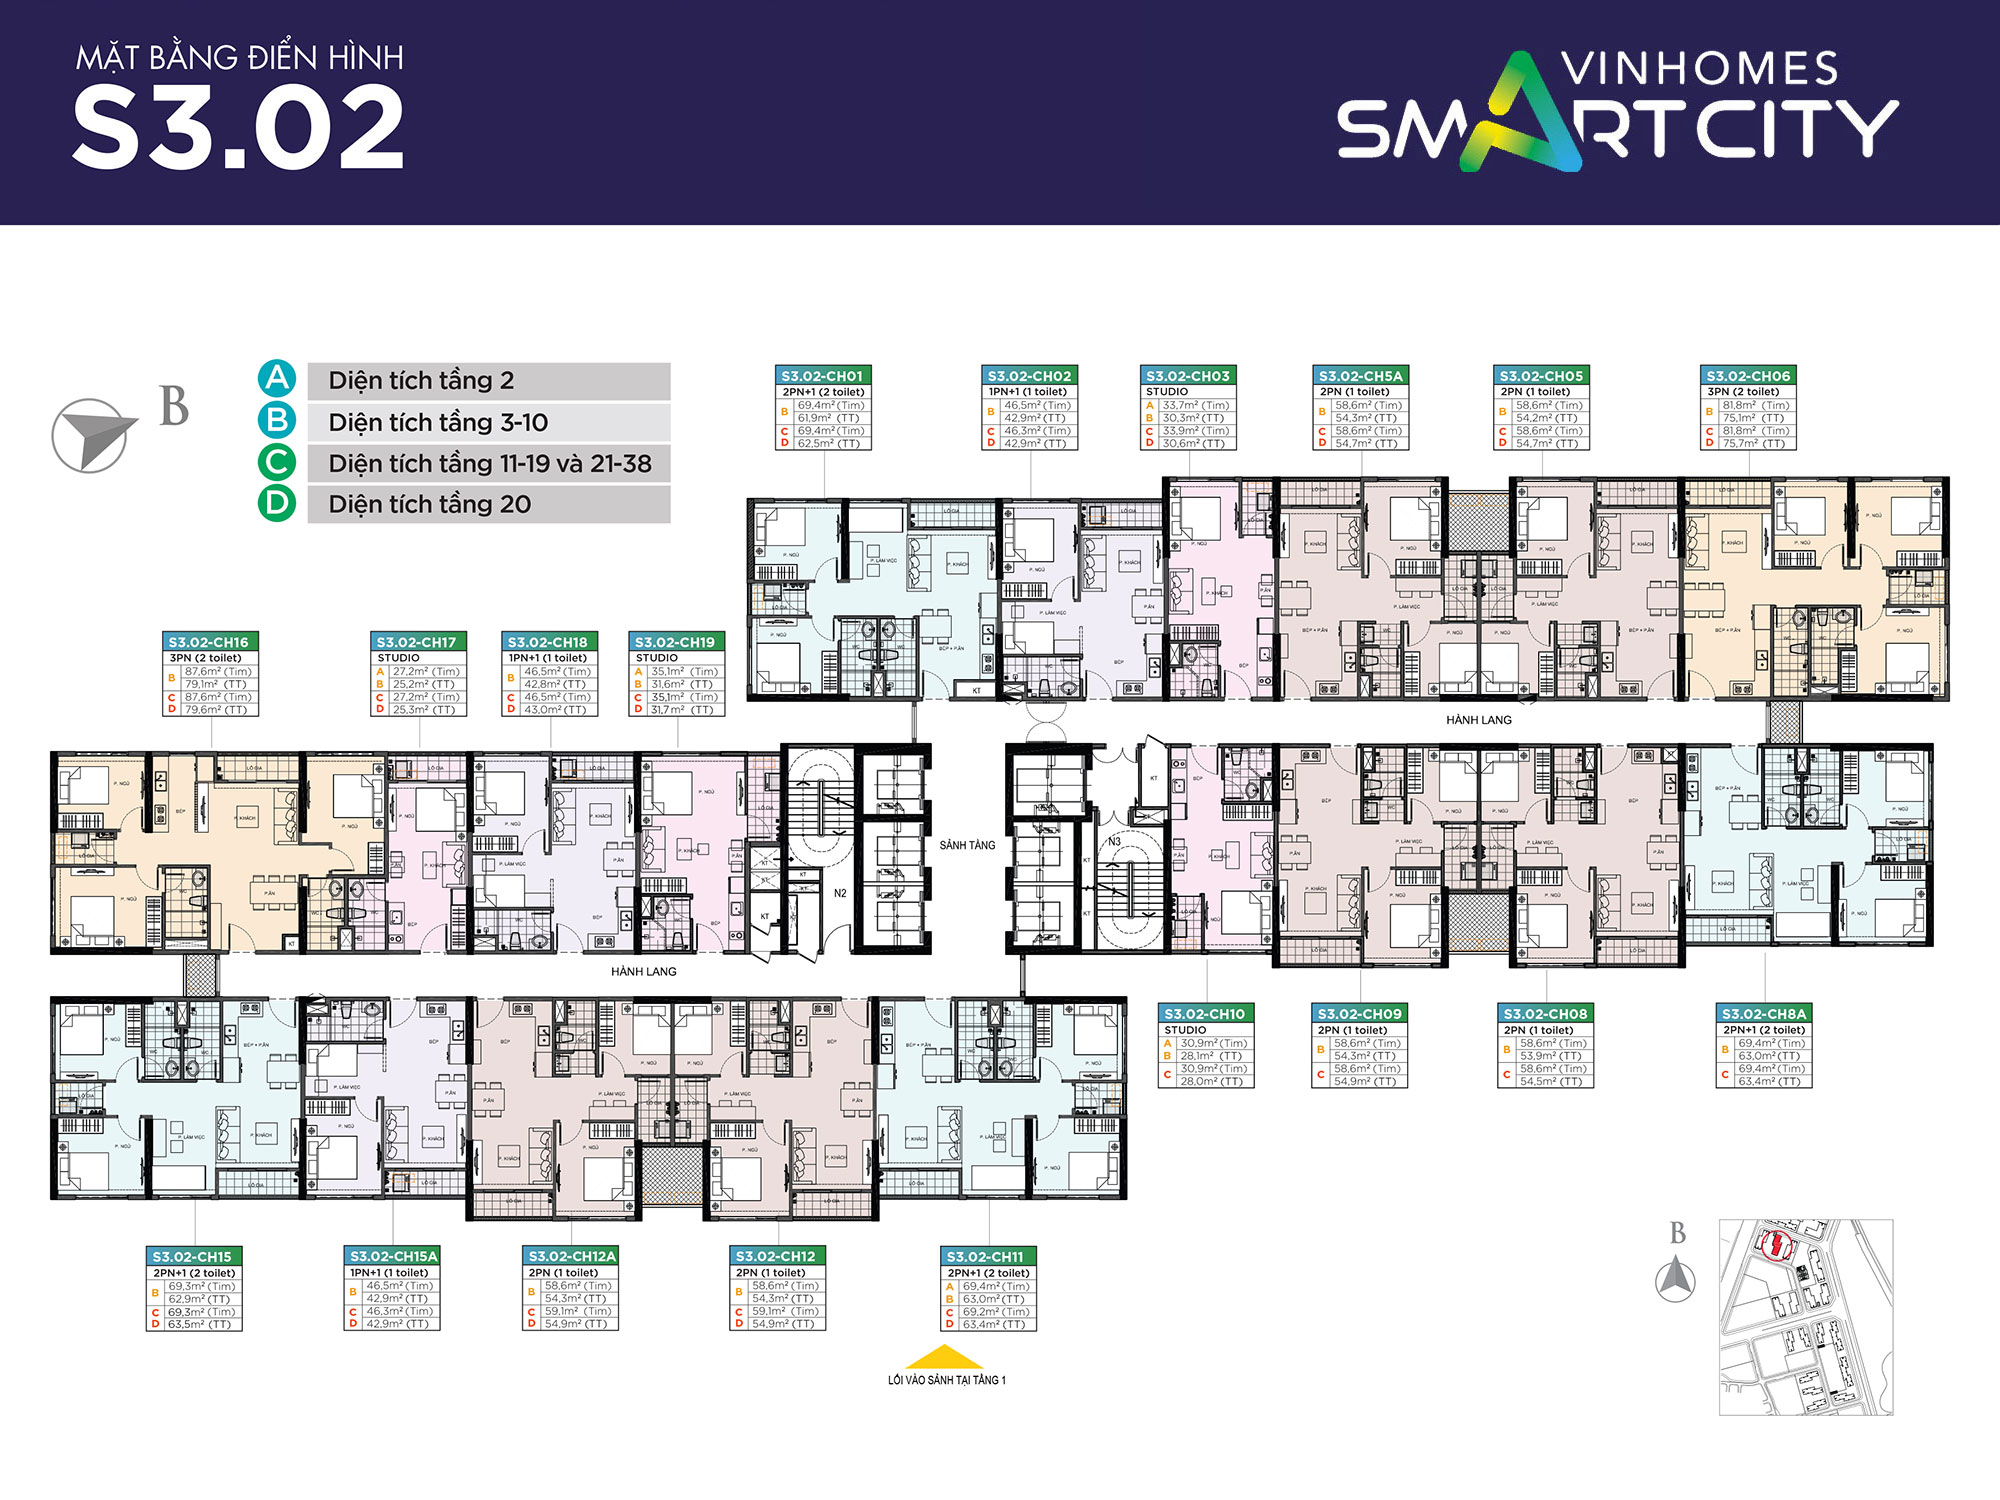 MẶT BẰNG ĐIỂN HÌNH
S3.02
VINHOMES
SMARTCITY
B
A Diện tích tầng 2
B Diện tích tầng 3-10
C Diện tích tầng 11-19 và 21-38
D Diện tích tầng 20
S3.02-CH01
2PN+1 (2 toilet)
B 69,4m² (Tim)
61,9m² (TT)
C 69,4m² (Tim)
D 62,5m² (TT)
S3.02-CH02
1PN+1 (1 toilet)
B 46,5m² (Tim)
42,9m² (TT)
C 46,3m² (Tim)
D 42,9m² (TT)
S3.02-CH03
STUDIO
A 33,7m² (Tim)
B 30,3m² (TT)
C 33,9m² (Tim)
D 30,6m² (TT)
S3.02-CH5A
2PN (1 toilet)
B 58,6m² (Tim)
54,3m² (TT)
C 58,6m² (Tim)
D 54,7m² (TT)
S3.02-CH05
2PN (1 toilet)
B 58,6m² (Tim)
54,2m² (TT)
C 58,6m² (Tim)
D 54,7m² (TT)
S3.02-CH06
3PN (2 toilet)
B 81,8m² (Tim)
75,1m² (TT)
C 81,8m² (Tim)
D 75,7m² (TT)
S3.02-CH16
3PN (2 toilet)
B 87,6m² (Tim)
79,1m² (TT)
C 87,6m² (Tim)
D 79,6m² (TT)
S3.02-CH17
STUDIO
A 27,2m² (Tim)
B 25,2m² (TT)
C 27,2m² (Tim)
D 25,3m² (TT)
S3.02-CH18
1PN+1 (1 toilet)
B 46,5m² (Tim)
42,8m² (TT)
C 46,5m² (Tim)
D 43,0m² (TT)
S3.02-CH19
STUDIO
A 35,1m² (Tim)
B 31,6m² (TT)
C 35,1m² (Tim)
D 31,7m² (TT)
HÀNH LANG
SẢNH TẦNG
N2
N3
KT
KT
KT
KT
KT
KT
HÀNH LANG
S3.02-CH10
STUDIO
A 30,9m² (Tim)
B 28,1m² (TT)
C 30,9m² (Tim)
28,0m² (TT)
S3.02-CH09
2PN (1 toilet)
B 58,6m² (Tim)
54,3m² (TT)
C 58,6m² (Tim)
54,9m² (TT)
S3.02-CH08
2PN (1 toilet)
B 58,6m² (Tim)
53,9m² (TT)
C 58,6m² (Tim)
54,5m² (TT)
S3.02-CH8A
2PN+1 (2 toilet)
B 69,4m² (Tim)
63,0m² (TT)
C 69,4m² (Tim)
63,4m² (TT)
S3.02-CH15
2PN+1 (2 toilet)
B 69,3m² (Tim)
62,9m² (TT)
C 69,3m² (Tim)
D 63,5m² (TT)
S3.02-CH15A
1PN+1 (1 toilet)
B 46,5m² (Tim)
42,9m² (TT)
C 46,3m² (Tim)
D 42,9m² (TT)
S3.02-CH12A
2PN (1 toilet)
B 58,6m² (Tim)
54,3m² (TT)
C 59,1m² (Tim)
D 54,9m² (TT)
S3.02-CH12
2PN (1 toilet)
B 58,6m² (Tim)
54,3m² (TT)
C 59,1m² (Tim)
D 54,9m² (TT)
S3.02-CH11
2PN+1 (2 toilet)
A 69,4m² (Tim)
B 63,0m² (TT)
C 69,2m² (Tim)
D 63,4m² (TT)
LỐI VÀO SẢNH TẠI TẦNG 1
B